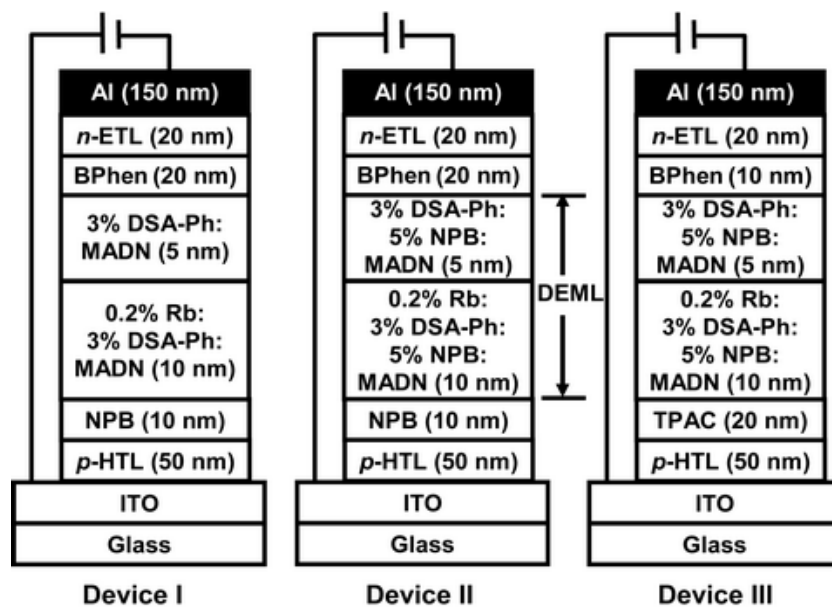 Al (150 nm)
n-ETL (20 nm)
BPhen (20 nm)
3% DSA-Ph:
MADN (5 nm)
0.2% Rb:
3% DSA-Ph:
MADN (10 nm)
NPB (10 nm)
p-HTL (50 nm)
ITO
Glass
Device I
Al (150 nm)
n-ETL (20 nm)
BPhen (20 nm)
3% DSA-Ph:
5% NPB:
MADN (5 nm)
0.2% Rb:
3% DSA-Ph:
5% NPB:
MADN (10 nm)
NPB (10 nm)
p-HTL (50 nm)
ITO
Glass
Device II
DEML
Al (150 nm)
n-ETL (20 nm)
BPhen (10 nm)
3% DSA-Ph:
5% NPB:
MADN (5 nm)
0.2% Rb:
3% DSA-Ph:
5% NPB:
MADN (10 nm)
TPAC (20 nm)
p-HTL (50 nm)
ITO
Glass
Device III